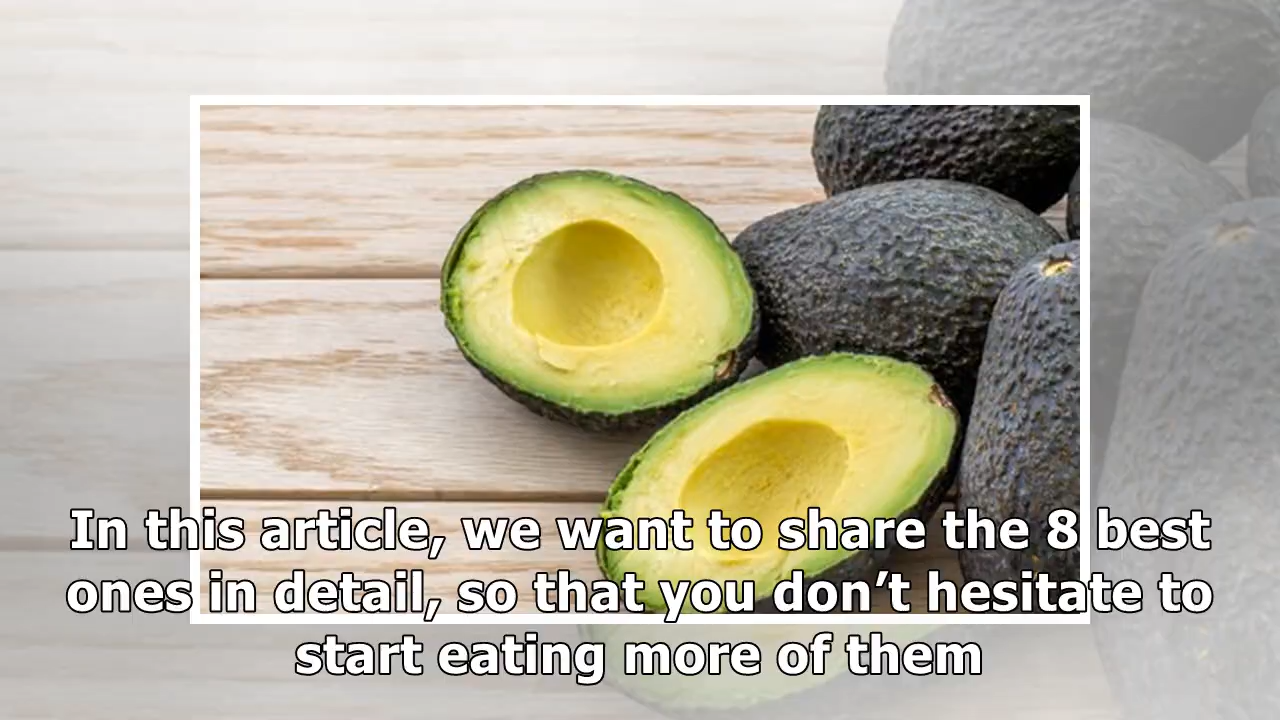 In this article, we want to share the 8 best
ones in detail, so that you don’t hesitate to
start eating more of them